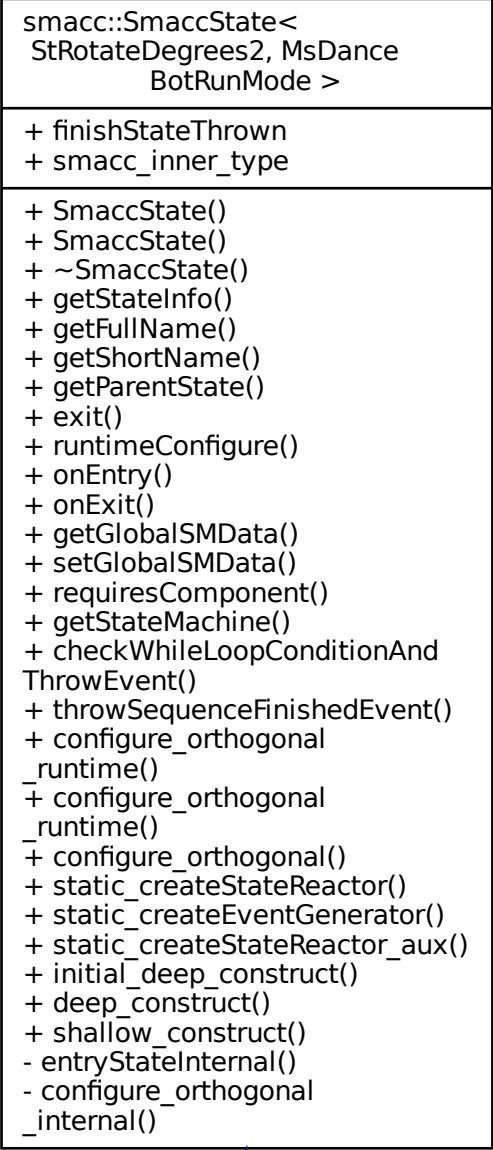 smacc::SmaccState<
StRotateDegrees2, MsDance
BotRunMode >
+ finishStateThrown
+ smacc_inner_type
+ SmaccState()
+ SmaccState()
+ ~SmaccState()
+ getStateInfo()
+ getFullName()
+ getShortName()
+ getParentState()
+ exit()
+ runtimeConfigure()
+ onEntry()
+ onExit()
+ getGlobalSMData()
+ setGlobalSMData()
+ requiresComponent()
+ getStateMachine()
+ checkWhileLoopConditionAnd
ThrowEvent()
+ throwSequenceFinishedEvent()
+ configure_orthogonal
_runtime()
+ configure_orthogonal
_runtime()
+ configure_orthogonal()
+ static_createStateReactor()
+ static_createEventGenerator()
+ static_createStateReactor_aux()
+ initial_deep_construct()
+ deep_construct()
+ shallow_construct()
- entryStateInternal()
- configure_orthogonal
_internal()